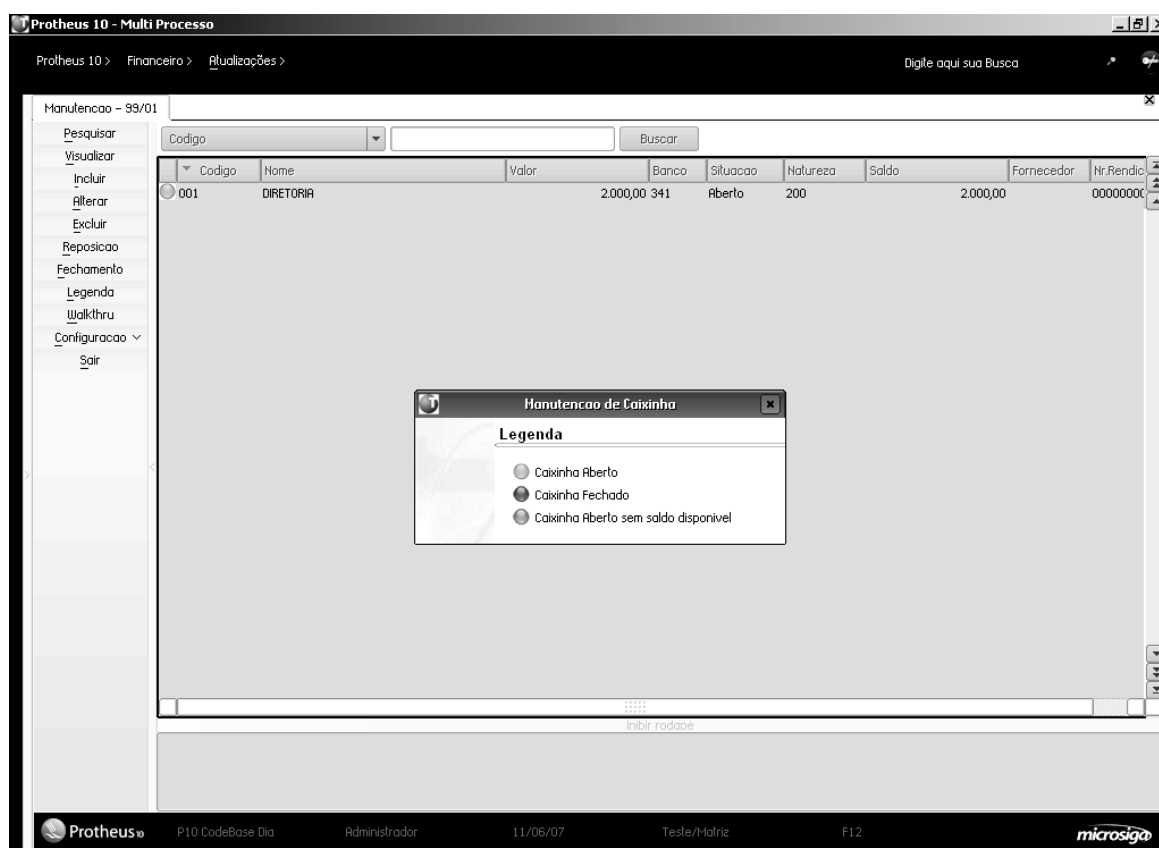 Protheus 10 - Multi Processo
Protheus 10 > Financeiro > Atualizações > Digite aqui sua Busca
Manutencao - 99/01
Pesquisar
Visualizar
Incluir
Alterar
Excluir
Reposicao
Fechamento
Legenda
Walkthru
Configuracao
Sair
Codigo Buscar
Codigo Nome Valor Banco Situacao Natureza Saldo Fornecedor Nr.Rendic
001 DIRETORIA 2.000,00 341 Aberto 200 2.000,00 00000000
Manutencao de Caixinha
Legenda
Caixinha Aberto
Caixinha Fechado
Caixinha Aberto sem saldo disponivel
Inibir rodapé
Protheus 10 P10 CodeBase Dia Administrador 11/06/07 Teste/Matriz F12 microsiga